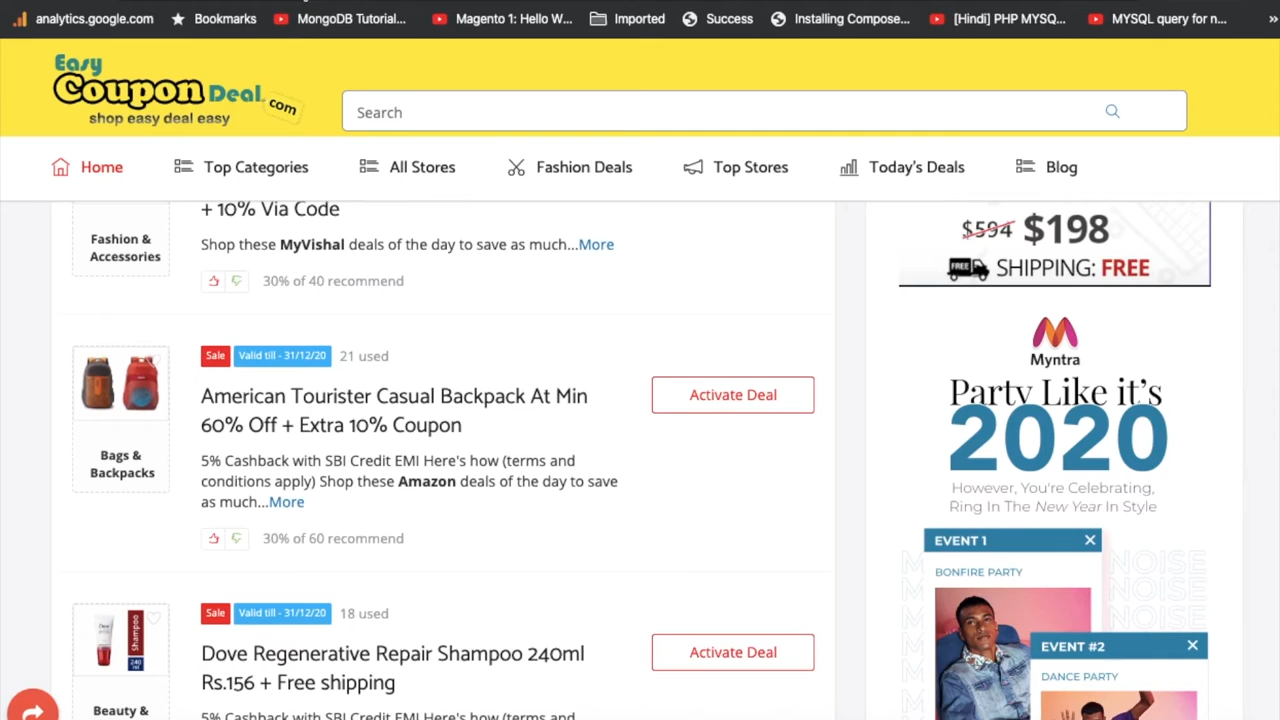 analytics.google.com Bookmarks MongoDB Tutorial... Magento 1: Hello W... Imported Success Installing Compose... [Hindi] PHP MYSQ... MYSQL query for n... »
Easy
Coupon Deal.com
shop easy deal easy
Search
Home Top Categories All Stores Fashion Deals Top Stores Today's Deals Blog
+ 10% Via Code
Fashion &
Accessories
Shop these MyVishal deals of the day to save as much...More
30% of 40 recommend
Sale Valid till - 31/12/20 21 used
American Tourister Casual Backpack At Min
60% Off + Extra 10% Coupon
Activate Deal
Bags &
Backpacks
5% Cashback with SBI Credit EMI Here's how (terms and
conditions apply) Shop these Amazon deals of the day to save
as much...More
30% of 60 recommend
Sale Valid till - 31/12/20 18 used
Dove Regenerative Repair Shampoo 240ml
Rs.156 + Free shipping
Activate Deal
Shampoo
240
Beauty &
5% Cashback with SBI Credit EMI Here's how (terms and
$594 $198
FREE SHIPPING: FREE
Myntra
Party Like it's
2020
However, You're Celebrating,
Ring In The New Year In Style
EVENT 1
BONFIRE PARTY
NOISE
NOISE
NOISE
EVENT #2
DANCE PARTY